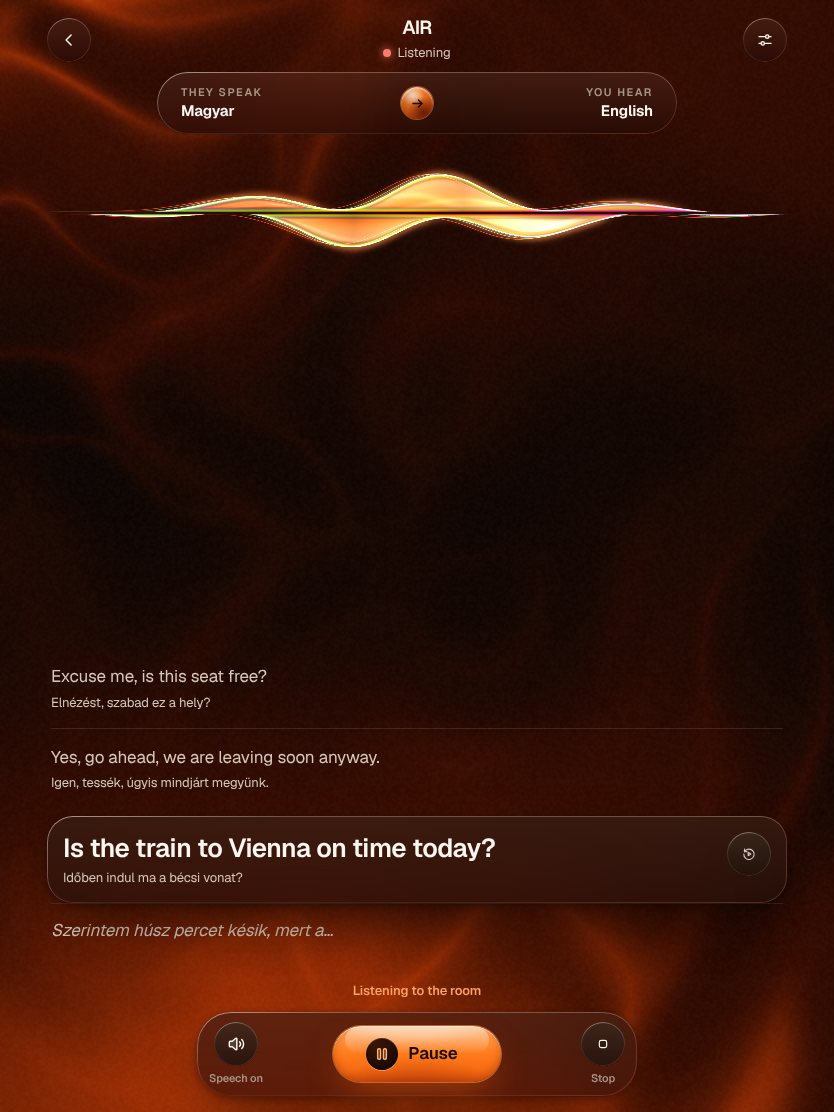 AIR
Listening
THEY SPEAK
Magyar
YOU HEAR
English
Excuse me, is this seat free?
Elnézést, szabad ez a hely?
Yes, go ahead, we are leaving soon anyway.
Igen, tessék, úgyis mindjárt megyünk.
Is the train to Vienna on time today?
Időben indul ma a bécsi vonat?
Szerintem húsz percet késik, mert a...
Listening to the room
Pause
Speech on
Stop